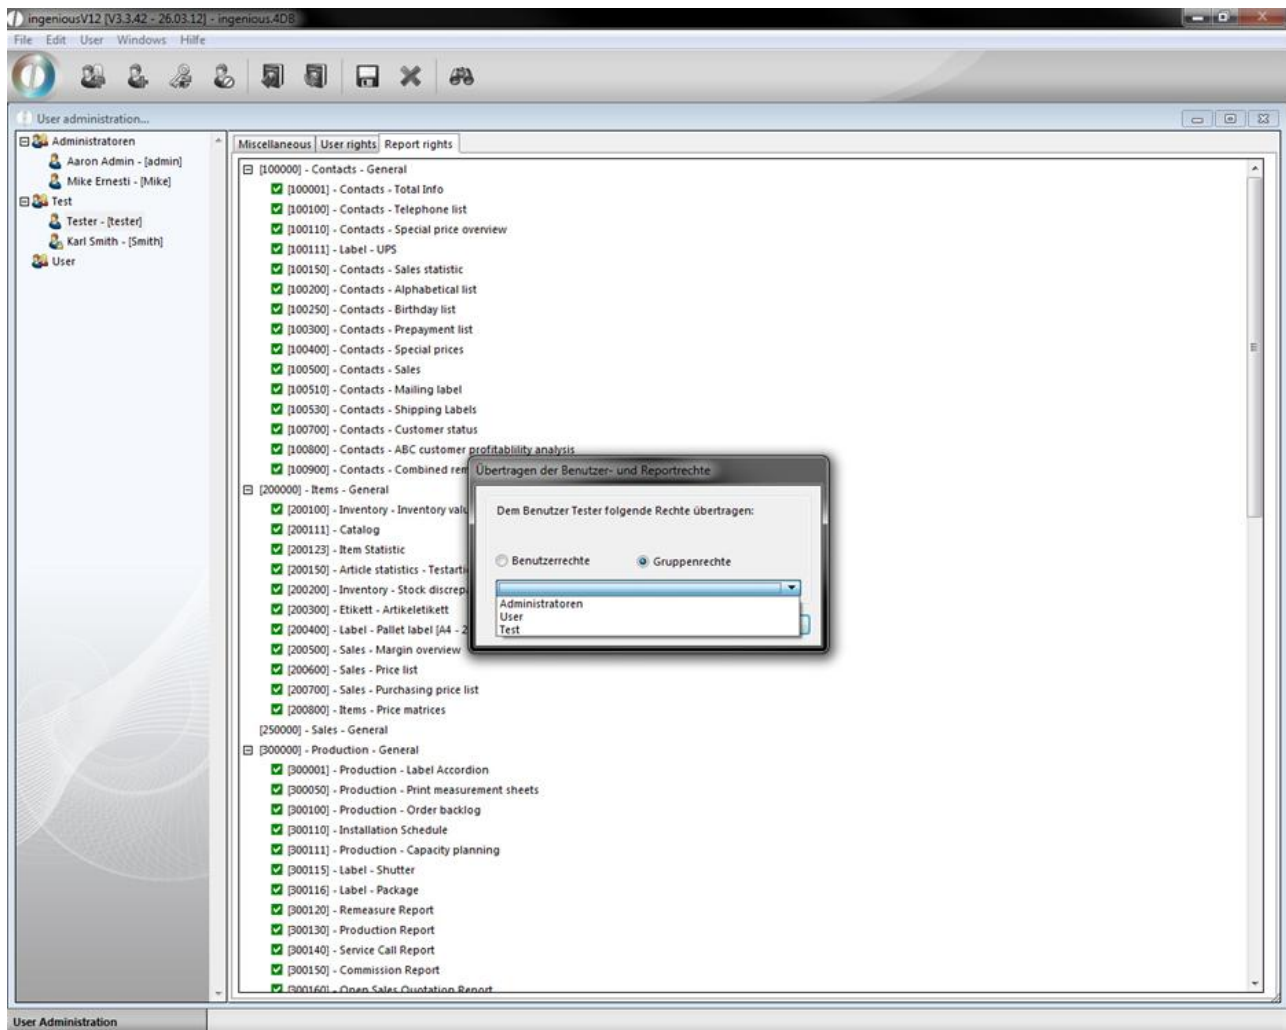 ingeniousV12 [V3.3.42 - 26.03.12] - ingenious.4DB
File Edit User Windows Hilfe
User administration...
Administratoren
Aaron Admin - [admin]
Mike Ernesti - [Mike]
Test
Tester - [tester]
Karl Smith - [Smith]
User
Miscellaneous User rights Report rights
[100000] - Contacts - General
[100001] - Contacts - Total Info
[100100] - Contacts - Telephone list
[100110] - Contacts - Special price overview
[100111] - Label - UPS
[100150] - Contacts - Sales statistic
[100200] - Contacts - Alphabetical list
[100250] - Contacts - Birthday list
[100300] - Contacts - Prepayment list
[100400] - Contacts - Special prices
[100500] - Contacts - Sales
[100510] - Contacts - Mailing label
[100530] - Contacts - Shipping Labels
[100700] - Contacts - Customer status
[100800] - Contacts - ABC customer profitablility analysis
[100900] - Contacts - Combined rem
[200000] - Items - General
[200100] - Inventory - Inventory valu
[200111] - Catalog
[200123] - Item Statistic
[200150] - Article statistics - Testarti
[200200] - Inventory - Stock discrep
[200300] - Etikett - Artikeletikett
[200400] - Label - Pallet label [A4 - 2
[200500] - Sales - Margin overview
[200600] - Sales - Price list
[200700] - Sales - Purchasing price list
[200800] - Items - Price matrices
[250000] - Sales - General
[300000] - Production - General
[300001] - Production - Label Accordion
[300050] - Production - Print measurement sheets
[300100] - Production - Order backlog
[300110] - Installation Schedule
[300111] - Production - Capacity planning
[300115] - Label - Shutter
[300116] - Label - Package
[300120] - Remeasure Report
[300130] - Production Report
[300140] - Service Call Report
[300150] - Commission Report
[300160] - Open Sales Quotation Report
Übertragen der Benutzer- und Reportrechte
Dem Benutzer Tester folgende Rechte übertragen:
Benutzerrechte Gruppenrechte
Administratoren
User
Test
User Administration